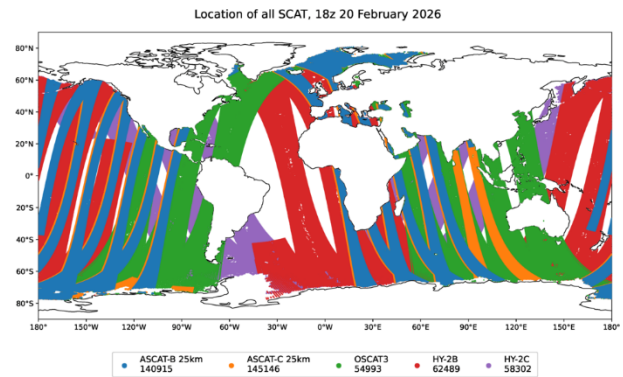 Location of all SCAT, 18z 20 February 2026
80°N
60°N
40°N
20°N
0°
20°S
40°S
60°S
80°S
180° 150°W 120°W 90°W 60°W 30°W 0°W 30°E 60°E 90°E 120°E 150°E 180°
ASCAT-B 25km ASCAT-C 25km OSCAT3 HY-2B HY-2C
140915 145146 54993 62489 58302